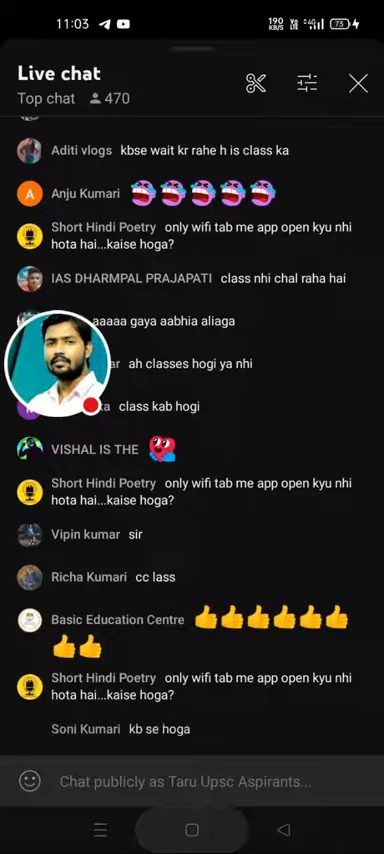 11:03
190 KB/S
4G
73
Live chat
Top chat 470
Aditi vlogs kbse wait kr rahe h is class ka
A Anju Kumari
Short Hindi Poetry only wifi tab me app open kyu nhi
hota hai...kaise hoga?
IAS DHARMPAL PRAJAPATI class nhi chal raha hai
aaaaa gaya aabhia aliaga
ar ah classes hogi ya nhi
ta class kab hogi
VISHAL IS THE
Short Hindi Poetry only wifi tab me app open kyu nhi
hota hai...kaise hoga?
Vipin kumar sir
Richa Kumari cc lass
Basic Education Centre 👍👍👍👍👍👍
👍👍
Short Hindi Poetry only wifi tab me app open kyu nhi
hota hai...kaise hoga?
Soni Kumari kb se hoga
Chat publicly as Taru Upsc Aspirants...